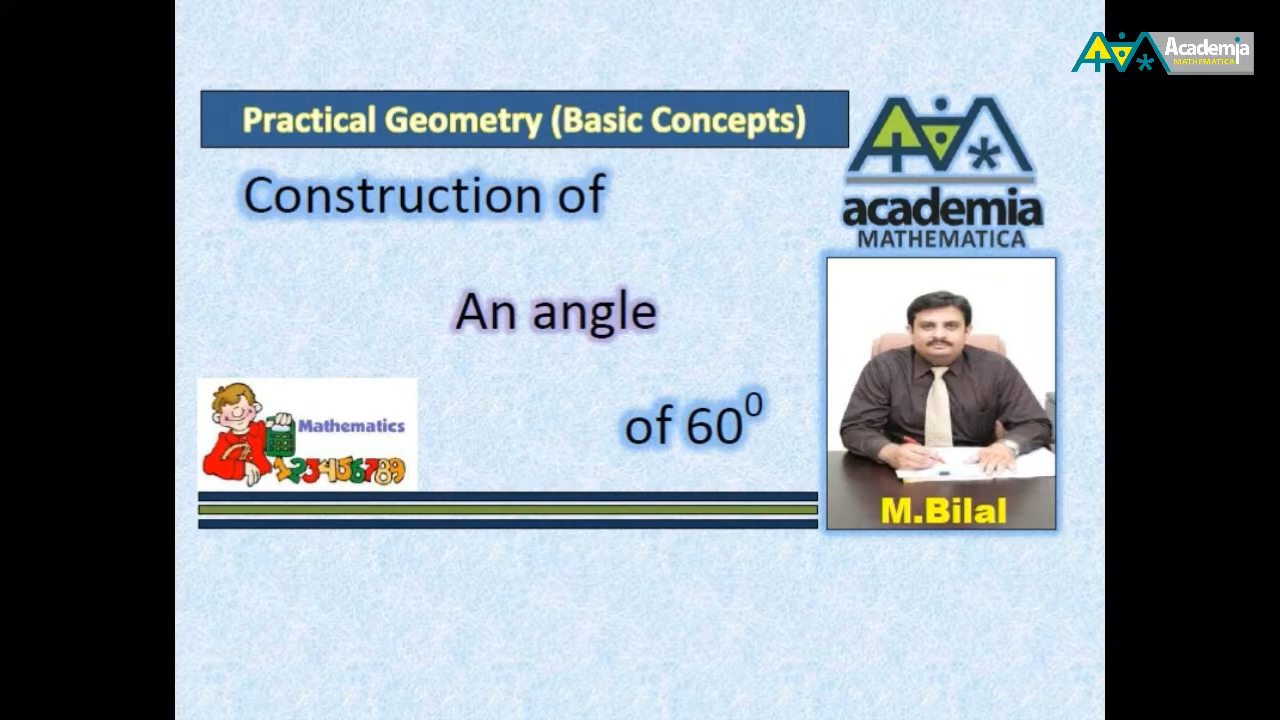 Academia
MATHEMATICA
Practical Geometry (Basic Concepts)
Construction of
academia
MATHEMATICA
An angle
of 60⁰
Mathematics
123456789
M.Bilal